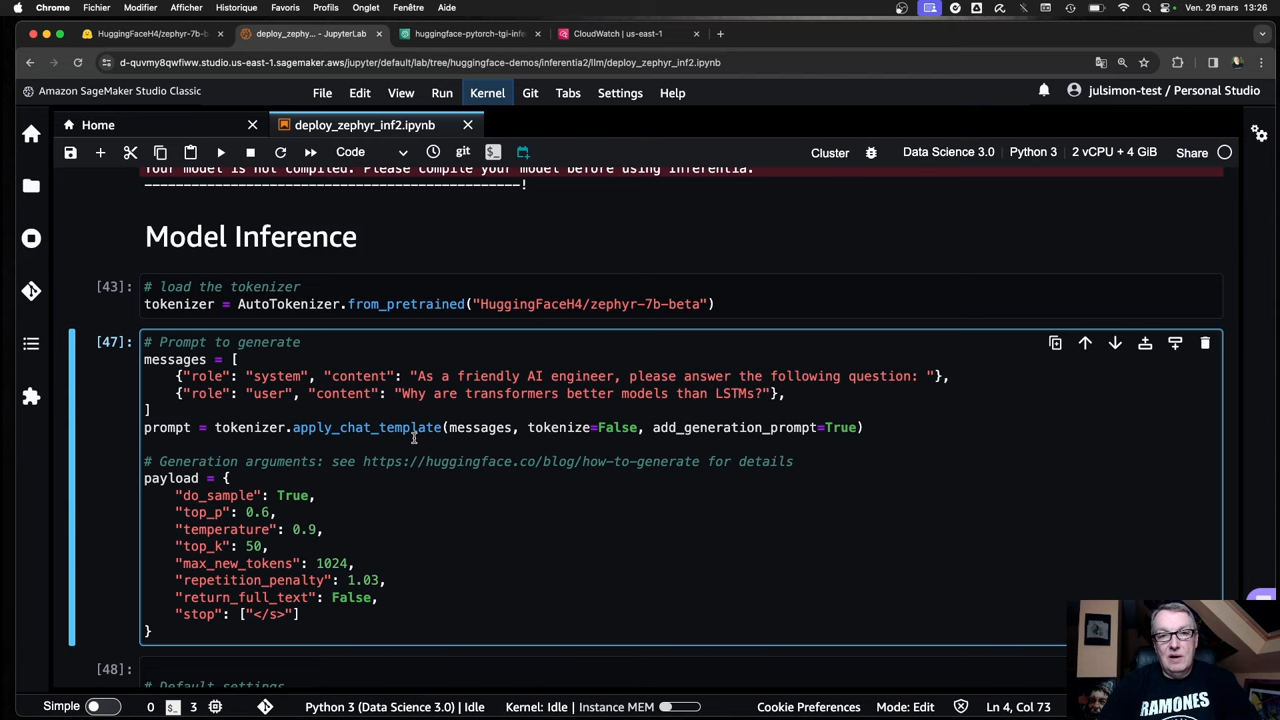 Chrome Fichier Modifier Afficher Historique Favoris Profils Onglet Fenêtre Aide Ven. 29 mars 13:26
HuggingFaceH4/zephyr-7b-b deploy_zephy... - JupyterLab huggingface-pytorch-tgi-infe CloudWatch | us-east-1
d-quvmy8qwfiww.studio.us-east-1.sagemaker.aws/jupyter/default/lab/tree/huggingface-demos/inferentia2/llm/deploy_zephyr_inf2.ipynb
Amazon SageMaker Studio Classic File Edit View Run Kernel Git Tabs Settings Help julsimon-test / Personal Studio
Home deploy_zephyr_inf2.ipynb
Code git Cluster Data Science 3.0 Python 3 2 vCPU + 4 GiB Share
Your model is not compiled. Please compile your model before using Inferentia.
------------------------------------------------!
Model Inference
[43]: # load the tokenizer
tokenizer = AutoTokenizer.from_pretrained("HuggingFaceH4/zephyr-7b-beta")
[47]: # Prompt to generate
messages = [
{"role": "system", "content": "As a friendly AI engineer, please answer the following question: "},
{"role": "user", "content": "Why are transformers better models than LSTMs?"},
]
prompt = tokenizer.apply_chat_template(messages, tokenize=False, add_generation_prompt=True)
# Generation arguments: see https://huggingface.co/blog/how-to-generate for details
payload = {
"do_sample": True,
"top_p": 0.6,
"temperature": 0.9,
"top_k": 50,
"max_new_tokens": 1024,
"repetition_penalty": 1.03,
"return_full_text": False,
"stop": ["</s>"]
}
[48]:
# Default settings
RAMONES
Simple 0 3 Python 3 (Data Science 3.0) | Idle Kernel: Idle | Instance MEM Cookie Preferences Mode: Edit Ln 4, Col 73